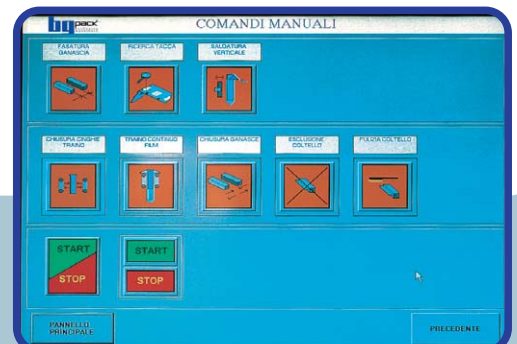 bg pack
COMANDI MANUALI
FASATURA
GANASCIA
RICERCA TACCA
SALDATURA
VERTICALE
CHIUSURA CINGHIE
TRAINO
TRAINO CONTINUO
FILM
CHIUSURA GANASCE
ESCLUSIONE
COLTELLO
PULIZIA COLTELLO
START
STOP
START
STOP
PANNELLO
PRINCIPALE
PRECEDENTE